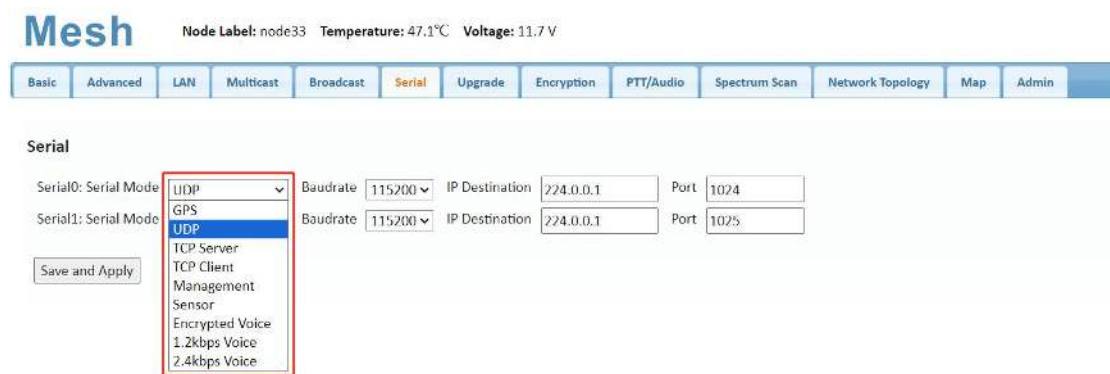 Mesh Node Label: node33 Temperature: 47.1°C Voltage: 11.7 V
Basic Advanced LAN Multicast Broadcast Serial Upgrade Encryption PTT/Audio Spectrum Scan Network Topology Map Admin
Serial
Serial0: Serial Mode UDP Baudrate 115200 IP Destination 224.0.0.1 Port 1024
Serial1: Serial Mode Baudrate 115200 IP Destination 224.0.0.1 Port 1025
GPS
UDP
TCP Server
TCP Client
Management
Sensor
Encrypted Voice
1.2kbps Voice
2.4kbps Voice
Save and Apply